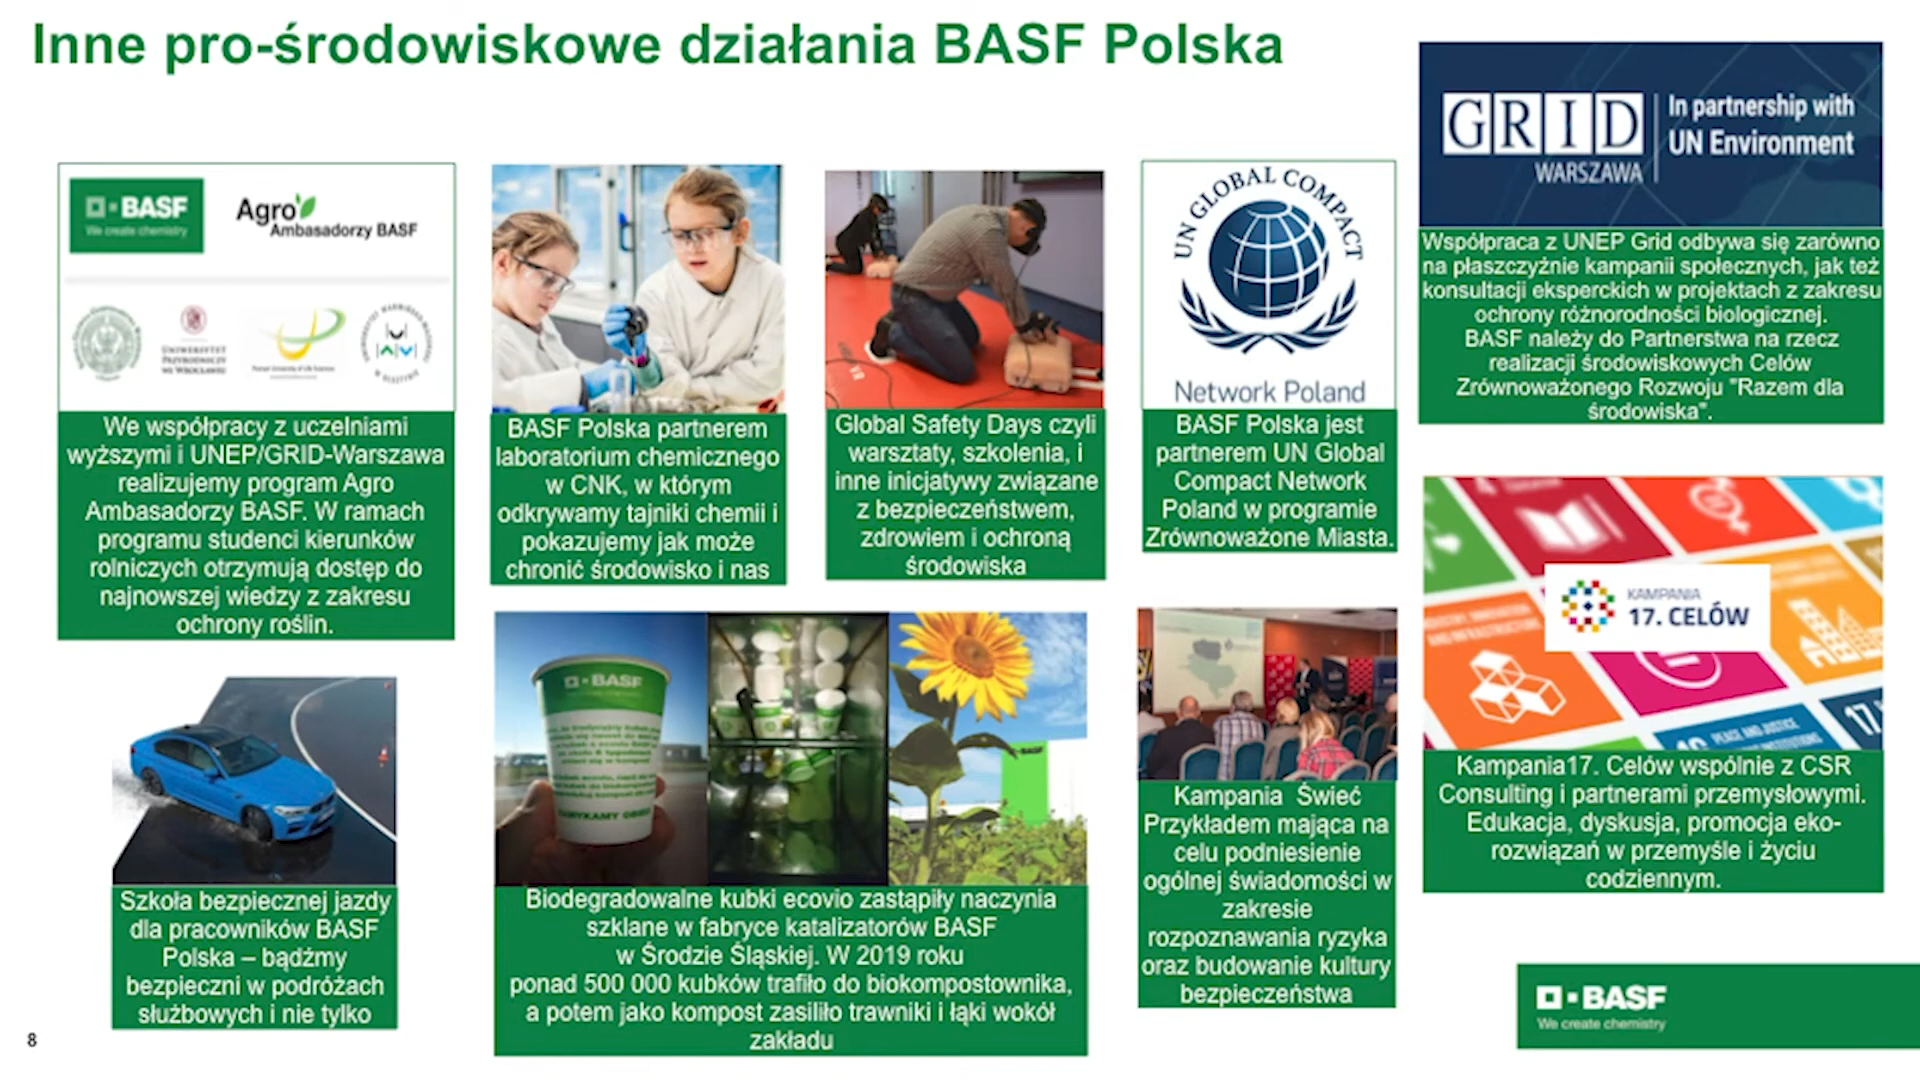 Inne pro-środowiskowe działania BASF Polska
BASF
We create chemistry
Agro
Ambasadorzy BASF
UNIWERSYTET
PRZYRODNICZY
WE WROCŁAWIU
We współpracy z uczelniami
wyższymi i UNEP/GRID-Warszawa
realizujemy program Agro
Ambasadorzy BASF. W ramach
programu studenci kierunków
rolniczych otrzymują dostęp do
najnowszej wiedzy z zakresu
ochrony roślin.
BASF Polska partnerem
laboratorium chemicznego
w CNK, w którym
odkrywamy tajniki chemii i
pokazujemy jak może
chronić środowisko i nas
Global Safety Days czyli
warsztaty, szkolenia, i
inne inicjatywy związane
z bezpieczeństwem,
zdrowiem i ochroną
środowiska
UN GLOBAL COMPACT
Network Poland
BASF Polska jest
partnerem UN Global
Compact Network
Poland w programie
Zrównoważone Miasta.
GRID
WARSZAWA
In partnership with
UN Environment
Współpraca z UNEP Grid odbywa się zarówno
na płaszczyźnie kampanii społecznych, jak też
konsultacji eksperckich w projektach z zakresu
ochrony różnorodności biologicznej.
BASF należy do Partnerstwa na rzecz
realizacji środowiskowych Celów
Zrównoważonego Rozwoju "Razem dla
środowiska".
Szkoła bezpiecznej jazdy
dla pracowników BASF
Polska – bądźmy
bezpieczni w podróżach
służbowych i nie tylko
BASF
BASF
Biodegradowalne kubki ecovio zastąpiły naczynia
szklane w fabryce katalizatorów BASF
w Środzie Śląskiej. W 2019 roku
ponad 500 000 kubków trafiło do biokompostownika,
a potem jako kompost zasiliło trawniki i łąki wokół
zakładu
Kampania Świeć
Przykładem mająca na
celu podniesienie
ogólnej świadomości w
zakresie
rozpoznawania ryzyka
oraz budowanie kultury
bezpieczeństwa
KAMPANIA
17. CELÓW
PEACE AND JUSTICE
16
17
Kampania17. Celów wspólnie z CSR
Consulting i partnerami przemysłowymi.
Edukacja, dyskusja, promocja eko-
rozwiązań w przemyśle i życiu
codziennym.
BASF
We create chemistry
8